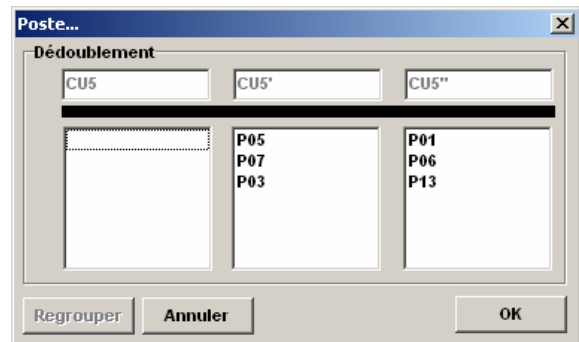 Poste...
Dédoublement
CU5 CU5' CU5"
P05 P01
P07 P06
P03 P13
Regrouper Annuler OK